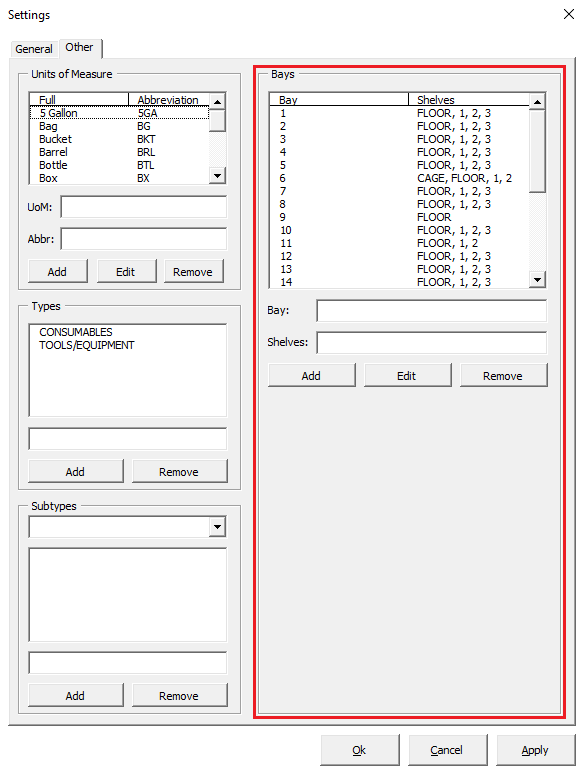 Settings
General Other
Units of Measure
Full Abbreviation
5 Gallon 5GA
Bag BG
Bucket BKT
Barrel BRL
Bottle BTL
Box BX
UoM:
Abbr:
Add Edit Remove
Types
CONSUMABLES
TOOLS/EQUIPMENT
Add Remove
Subtypes
Add Remove
Bays
Bay Shelves
1 FLOOR, 1, 2, 3
2 FLOOR, 1, 2, 3
3 FLOOR, 1, 2, 3
4 FLOOR, 1, 2, 3
5 FLOOR, 1, 2, 3
6 CAGE, FLOOR, 1, 2
7 FLOOR, 1, 2, 3
8 FLOOR, 1, 2, 3
9 FLOOR
10 FLOOR, 1, 2, 3
11 FLOOR, 1, 2
12 FLOOR, 1, 2, 3
13 FLOOR, 1, 2, 3
14 FLOOR, 1, 2, 3
Bay:
Shelves:
Add Edit Remove
Ok Cancel Apply